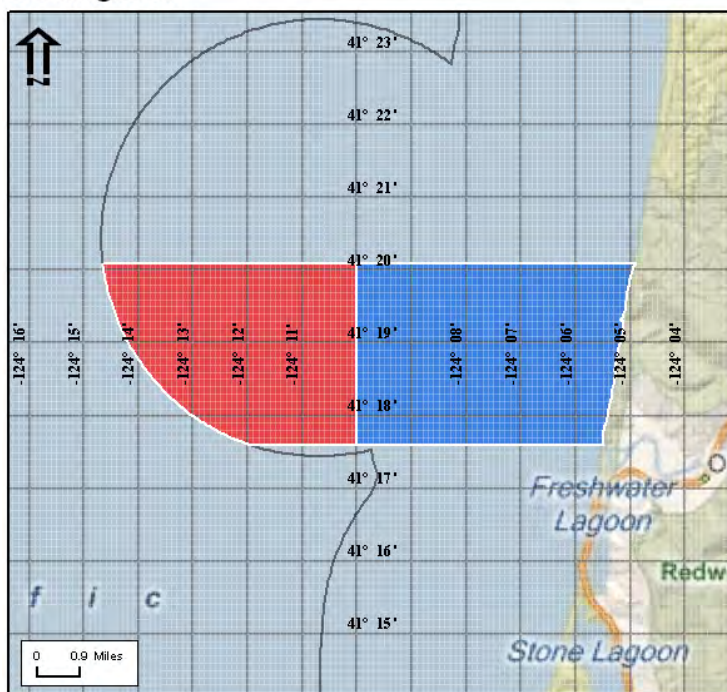 N
41° 23'
41° 22'
41° 21'
41° 20'
41° 19'
41° 18'
41° 17'
41° 16'
41° 15'
-124° 16'
-124° 15'
-124° 14'
-124° 13'
-124° 12'
-124° 11'
-124° 08'
-124° 07'
-124° 06'
-124° 05'
-124° 04'
O
Freshwater
Lagoon
Redw
f i c
Stone Lagoon
0 0.9 Miles